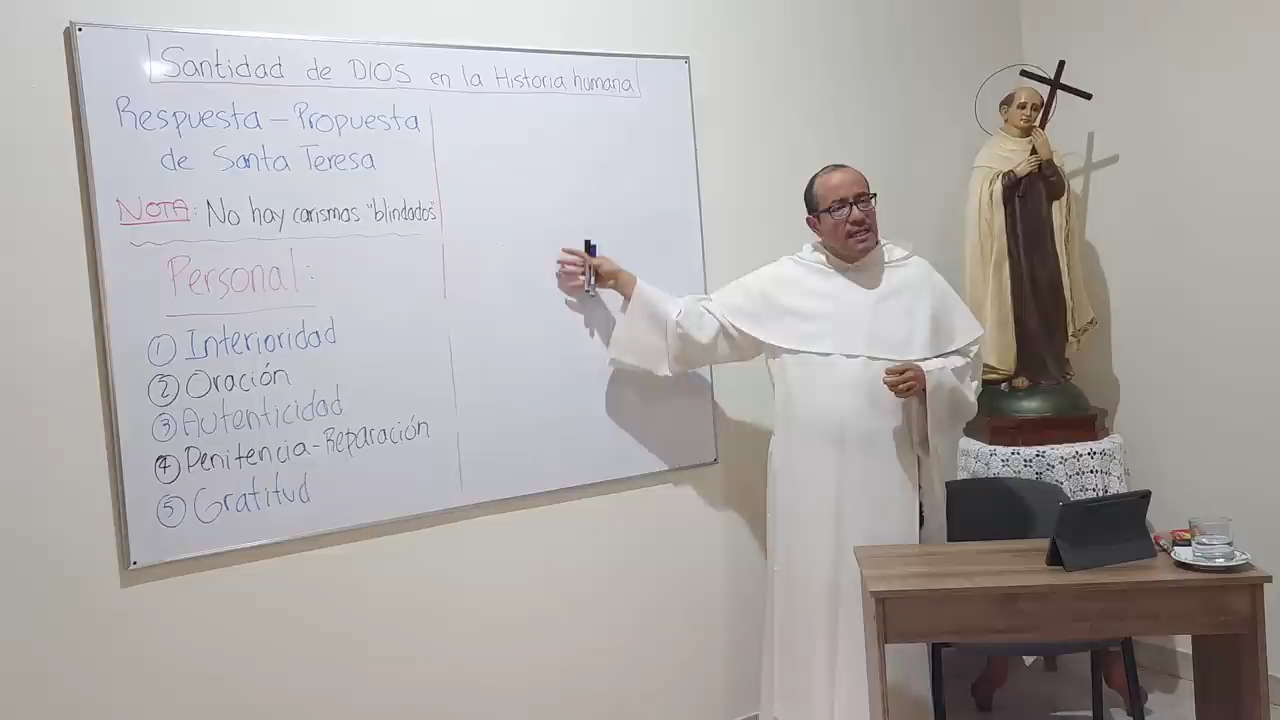 Santidad de DIOS en la Historia humana
Respuesta - Propuesta
de Santa Teresa
NOTA: No hay carismas "blindados"
Personal:
① Interioridad
② Oración
③ Autenticidad
④ Penitencia-Reparación
⑤ Gratitud